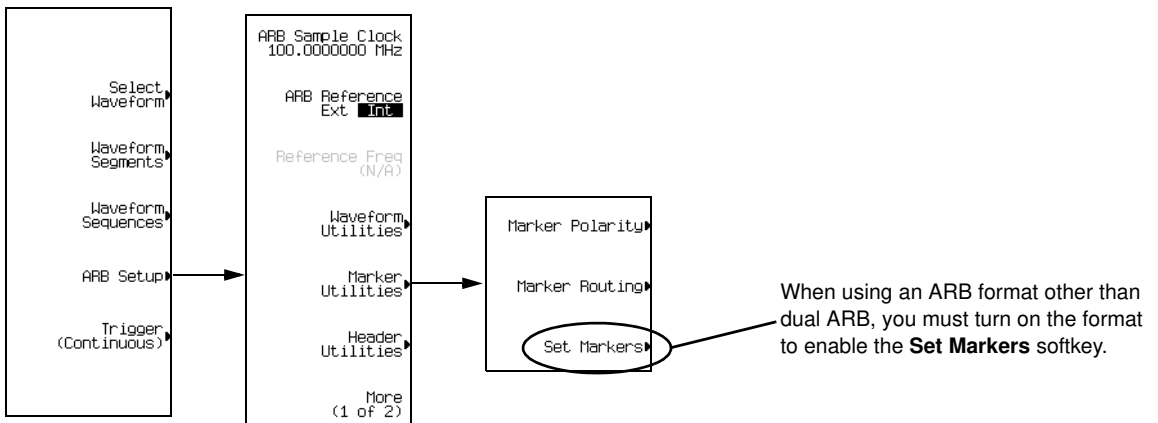 Select
Waveform
Waveform
Segments
Waveform
Sequences
ARB Setup
Trigger
(Continuous)
ARB Sample Clock
100.0000000 MHz
ARB Reference
Ext Int
Reference Freq
(N/A)
Waveform
Utilities
Marker
Utilities
Header
Utilities
More
(1 of 2)
Marker Polarity
Marker Routing
Set Markers
When using an ARB format other than
dual ARB, you must turn on the format
to enable the Set Markers softkey.